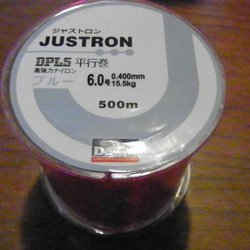 ジャストロン
JUSTRON
DPLS 平行巻
高強力ナイロン
ブルー
6.0号 0.400mm
15.5kg
500m